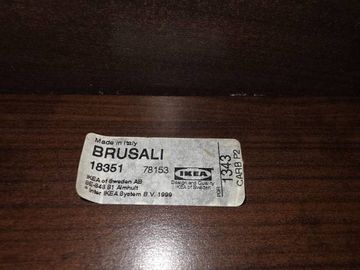 Made in Italy
BRUSALI
18351 78153
IKEA of Sweden AB
SE-343 81 Älmhult
© Inter IKEA System B.V. 1999
IKEA
Design and Quality
IKEA of Sweden
1343
CARB P2